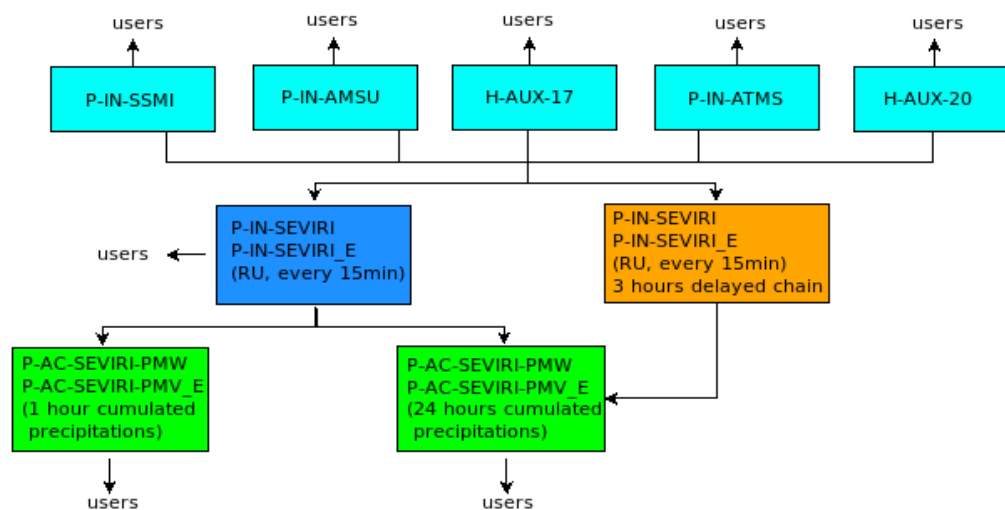 users
users
users
users
users
P-IN-SSMI
P-IN-AMSU
H-AUX-17
P-IN-ATMS
H-AUX-20
P-IN-SEVIRI
P-IN-SEVIRI_E
(RU, every 15min)
users
P-IN-SEVIRI
P-IN-SEVIRI_E
(RU, every 15min)
3 hours delayed chain
P-AC-SEVIRI-PMW
P-AC-SEVIRI-PMV_E
(1 hour cumulated
precipitations)
P-AC-SEVIRI-PMW
P-AC-SEVIRI-PMV_E
(24 hours cumulated
precipitations)
users
users